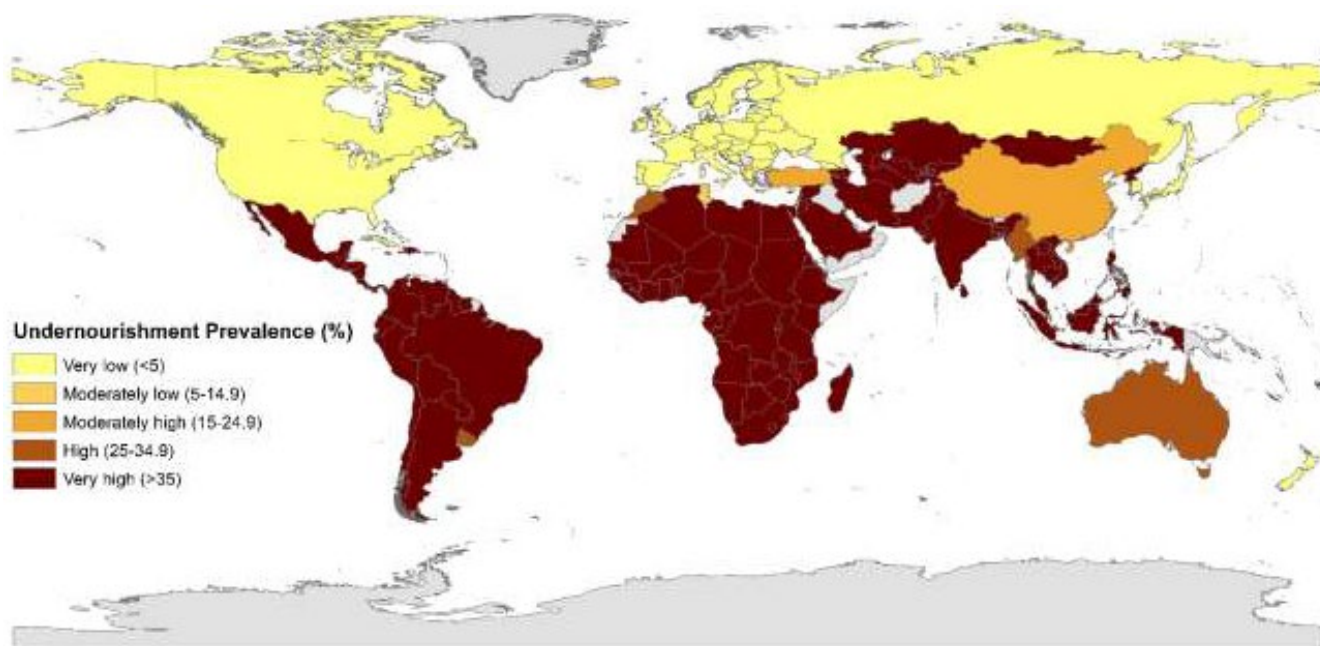 Undernourishment Prevalence (%)
Very low (<5)
Moderately low (5-14.9)
Moderately high (15-24.9)
High (25-34.9)
Very high (>35)